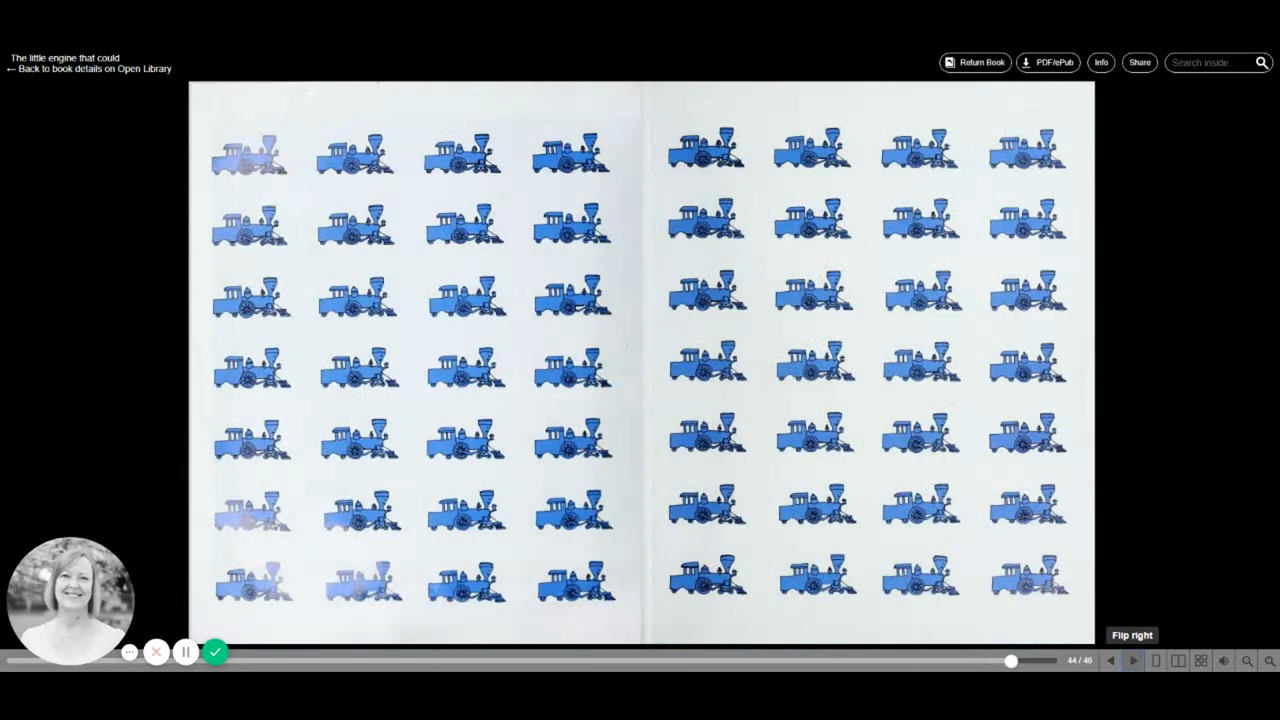 The little engine that could
← Back to book details on Open Library
Return Book
PDF/ePub
Info
Share
Search inside
Flip right
44 / 46